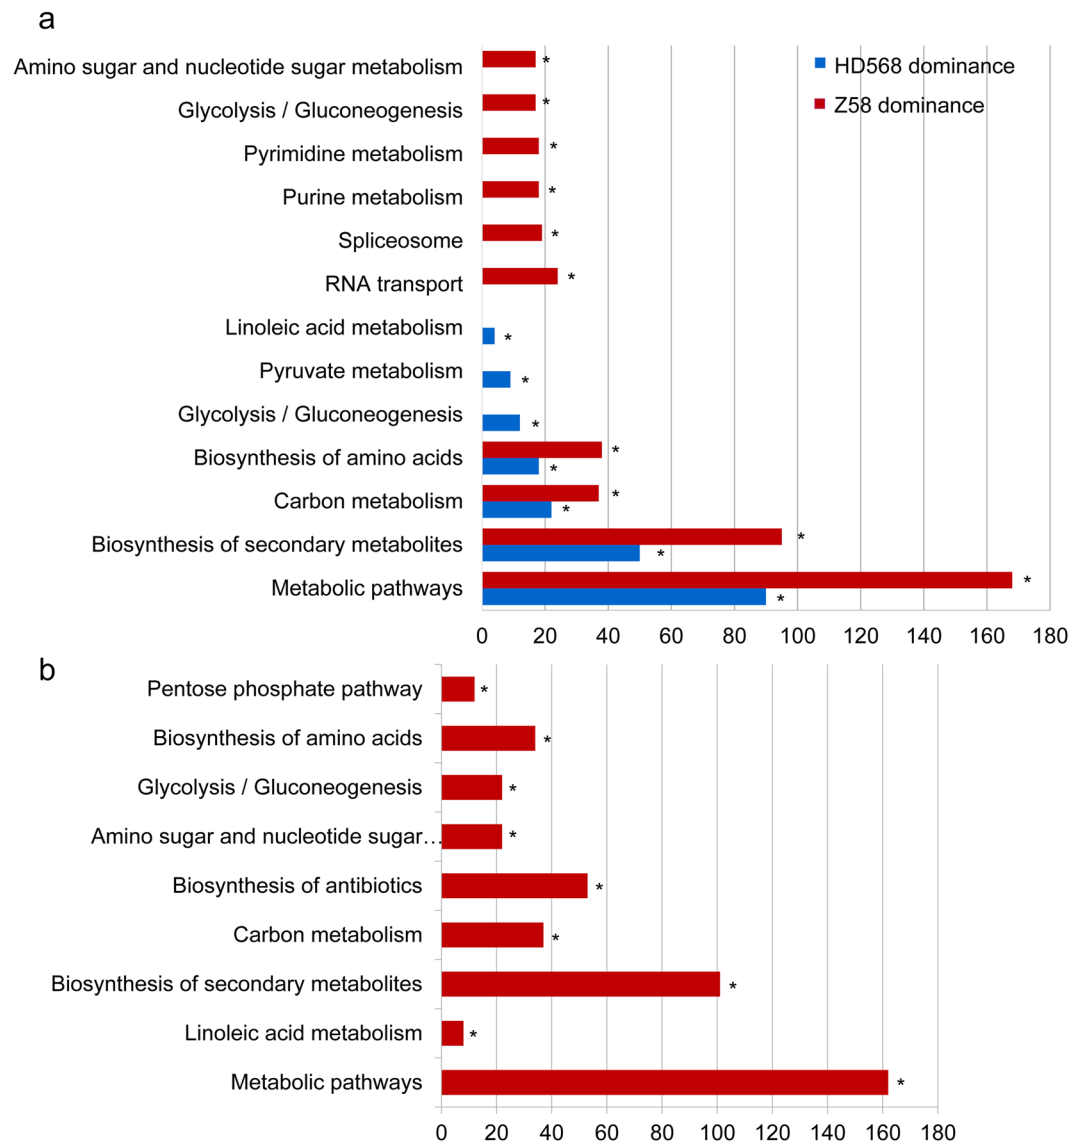 a
HD568 dominance
Z58 dominance
Amino sugar and nucleotide sugar metabolism *
Glycolysis / Gluconeogenesis *
Pyrimidine metabolism *
Purine metabolism *
Spliceosome *
RNA transport *
Linoleic acid metabolism *
Pyruvate metabolism *
Glycolysis / Gluconeogenesis *
Biosynthesis of amino acids * *
Carbon metabolism * *
Biosynthesis of secondary metabolites * *
Metabolic pathways * *
0 20 40 60 80 100 120 140 160 180
b
Pentose phosphate pathway *
Biosynthesis of amino acids *
Glycolysis / Gluconeogenesis *
Amino sugar and nucleotide sugar… *
Biosynthesis of antibiotics *
Carbon metabolism *
Biosynthesis of secondary metabolites *
Linoleic acid metabolism *
Metabolic pathways *
0 20 40 60 80 100 120 140 160 180